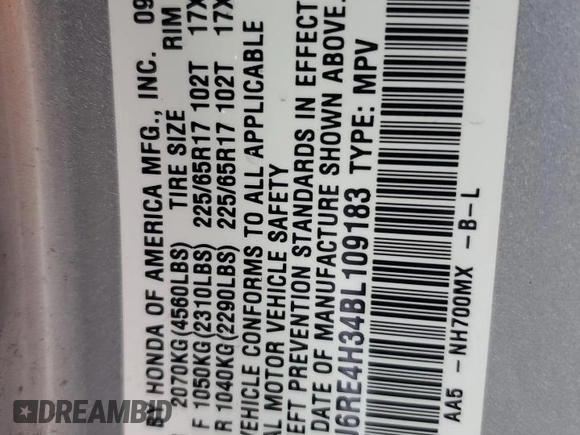 HONDA OF AMERICA MFG., INC. 09
TIRE SIZE RIM
2070KG(4560LBS)
F 1050KG(2310LBS) 225/65R17 102T 17X
R 1040KG(2290LBS) 225/65R17 102T 17X
VEHICLE CONFORMS TO ALL APPLICABLE
MOTOR VEHICLE SAFETY
PREVENTION STANDARDS IN EFFECT
DATE OF MANUFACTURE SHOWN ABOVE.
J6RE4H34BL109183 TYPE: MPV
AA5 -NH700MX -B-L
DREAMBID